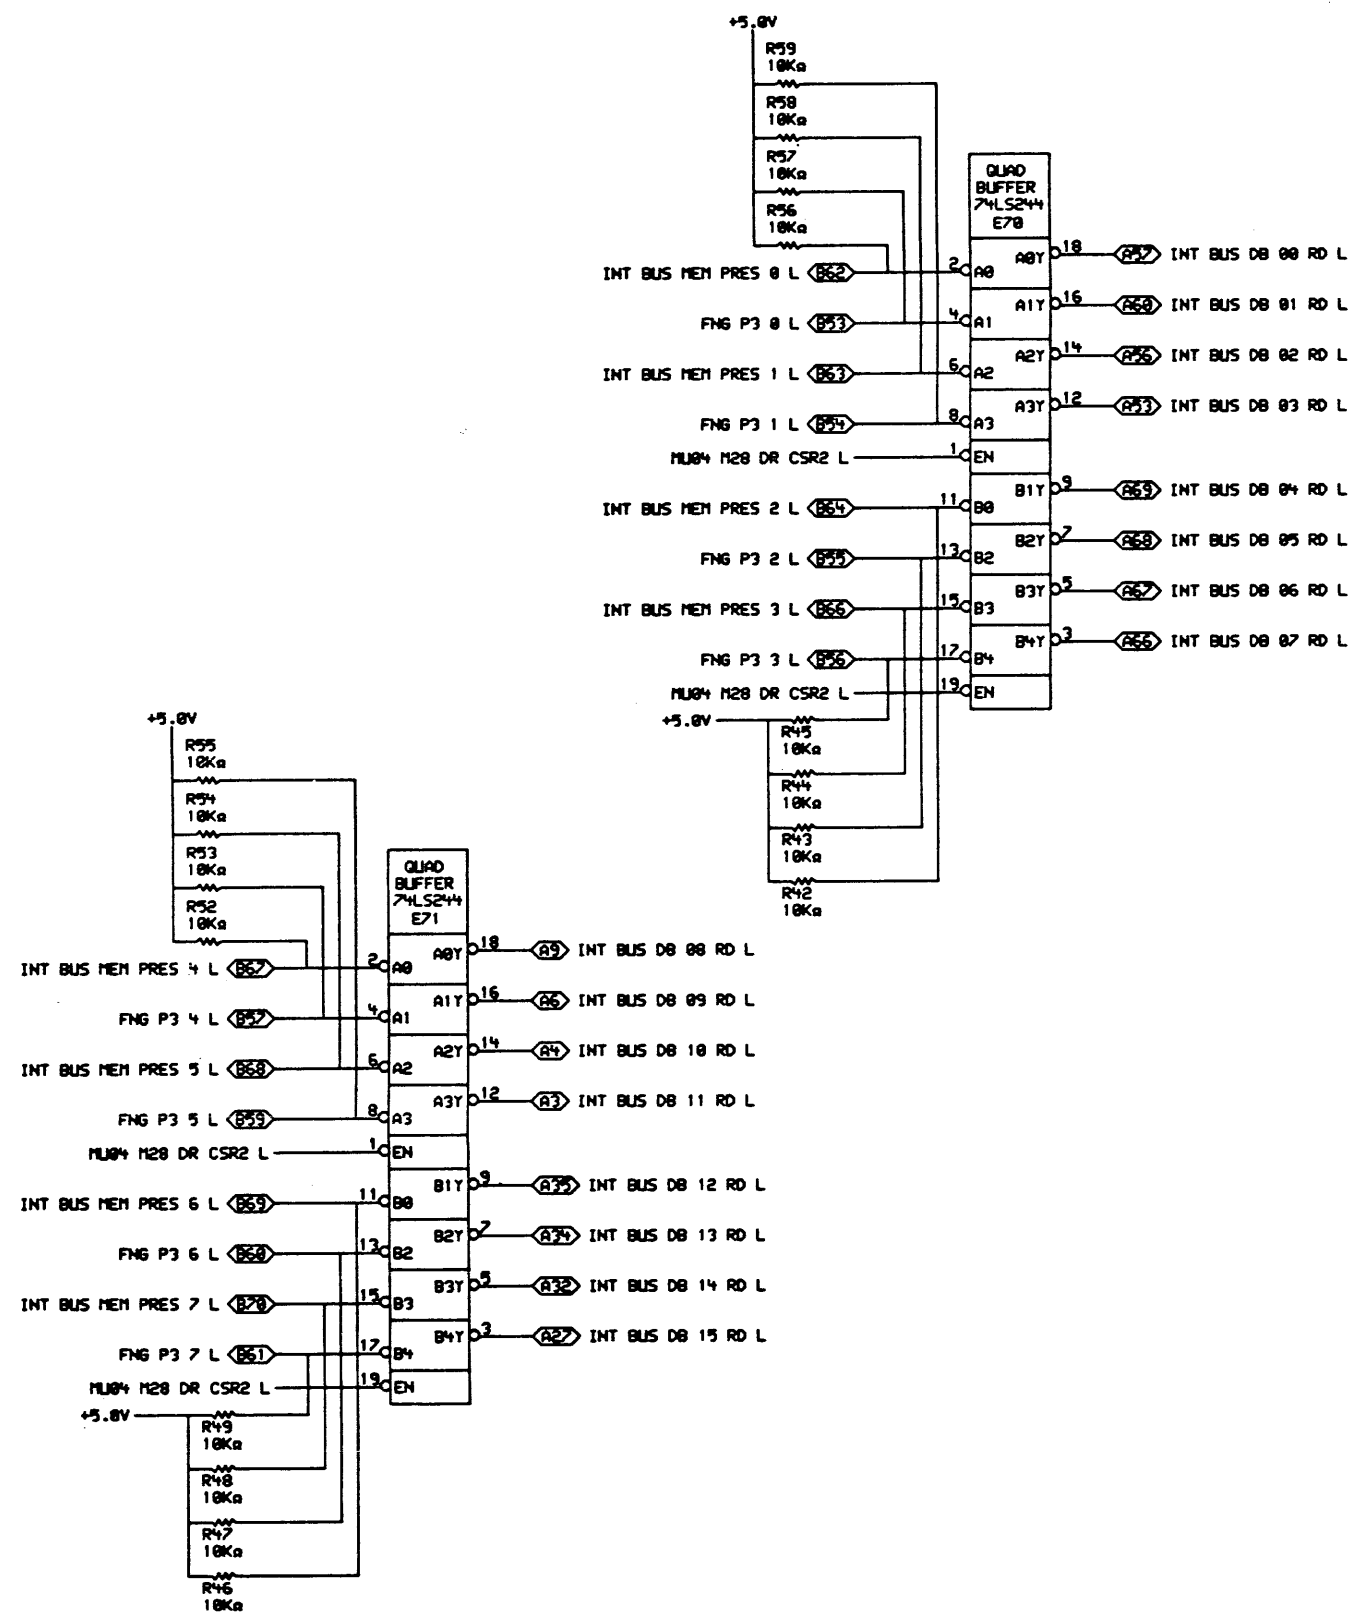 +5.0V
R59
10KΩ
R58
10KΩ
R57
10KΩ
R56
10KΩ
QUAD
BUFFER
74LS244
E70
INT BUS MEM PRES 0 L B62 2 A0 A0Y 18 A57 INT BUS DB 00 RD L
FNG P3 0 L B53 4 A1 A1Y 16 A60 INT BUS DB 01 RD L
INT BUS MEM PRES 1 L B63 6 A2 A2Y 14 A56 INT BUS DB 02 RD L
FNG P3 1 L B54 8 A3 A3Y 12 A53 INT BUS DB 03 RD L
MU04 M28 DR CSR2 L 1 EN
INT BUS MEM PRES 2 L B64 11 B0 B1Y 9 A69 INT BUS DB 04 RD L
FNG P3 2 L B55 13 B2 B2Y 7 A68 INT BUS DB 05 RD L
INT BUS MEM PRES 3 L B66 15 B3 B3Y 5 A67 INT BUS DB 06 RD L
FNG P3 3 L B56 17 B4 B4Y 3 A66 INT BUS DB 07 RD L
MU04 M28 DR CSR2 L 19 EN
+5.0V
R45
10KΩ
R44
10KΩ
R43
10KΩ
R42
10KΩ
+5.0V
R55
10KΩ
R54
10KΩ
R53
10KΩ
R52
10KΩ
QUAD
BUFFER
74LS244
E71
INT BUS MEM PRES 4 L B67 2 A0 A0Y 18 A9 INT BUS DB 08 RD L
FNG P3 4 L B57 4 A1 A1Y 16 A6 INT BUS DB 09 RD L
INT BUS MEM PRES 5 L B68 6 A2 A2Y 14 A4 INT BUS DB 10 RD L
FNG P3 5 L B59 8 A3 A3Y 12 A3 INT BUS DB 11 RD L
MU04 M28 DR CSR2 L 1 EN
INT BUS MEM PRES 6 L B69 11 B0 B1Y 9 A35 INT BUS DB 12 RD L
FNG P3 6 L B60 13 B2 B2Y 7 A34 INT BUS DB 13 RD L
INT BUS MEM PRES 7 L B70 15 B3 B3Y 5 A32 INT BUS DB 14 RD L
FNG P3 7 L B61 17 B4 B4Y 3 A27 INT BUS DB 15 RD L
MU04 M28 DR CSR2 L 19 EN
+5.0V
R49
10KΩ
R48
10KΩ
R47
10KΩ
R46
10KΩ